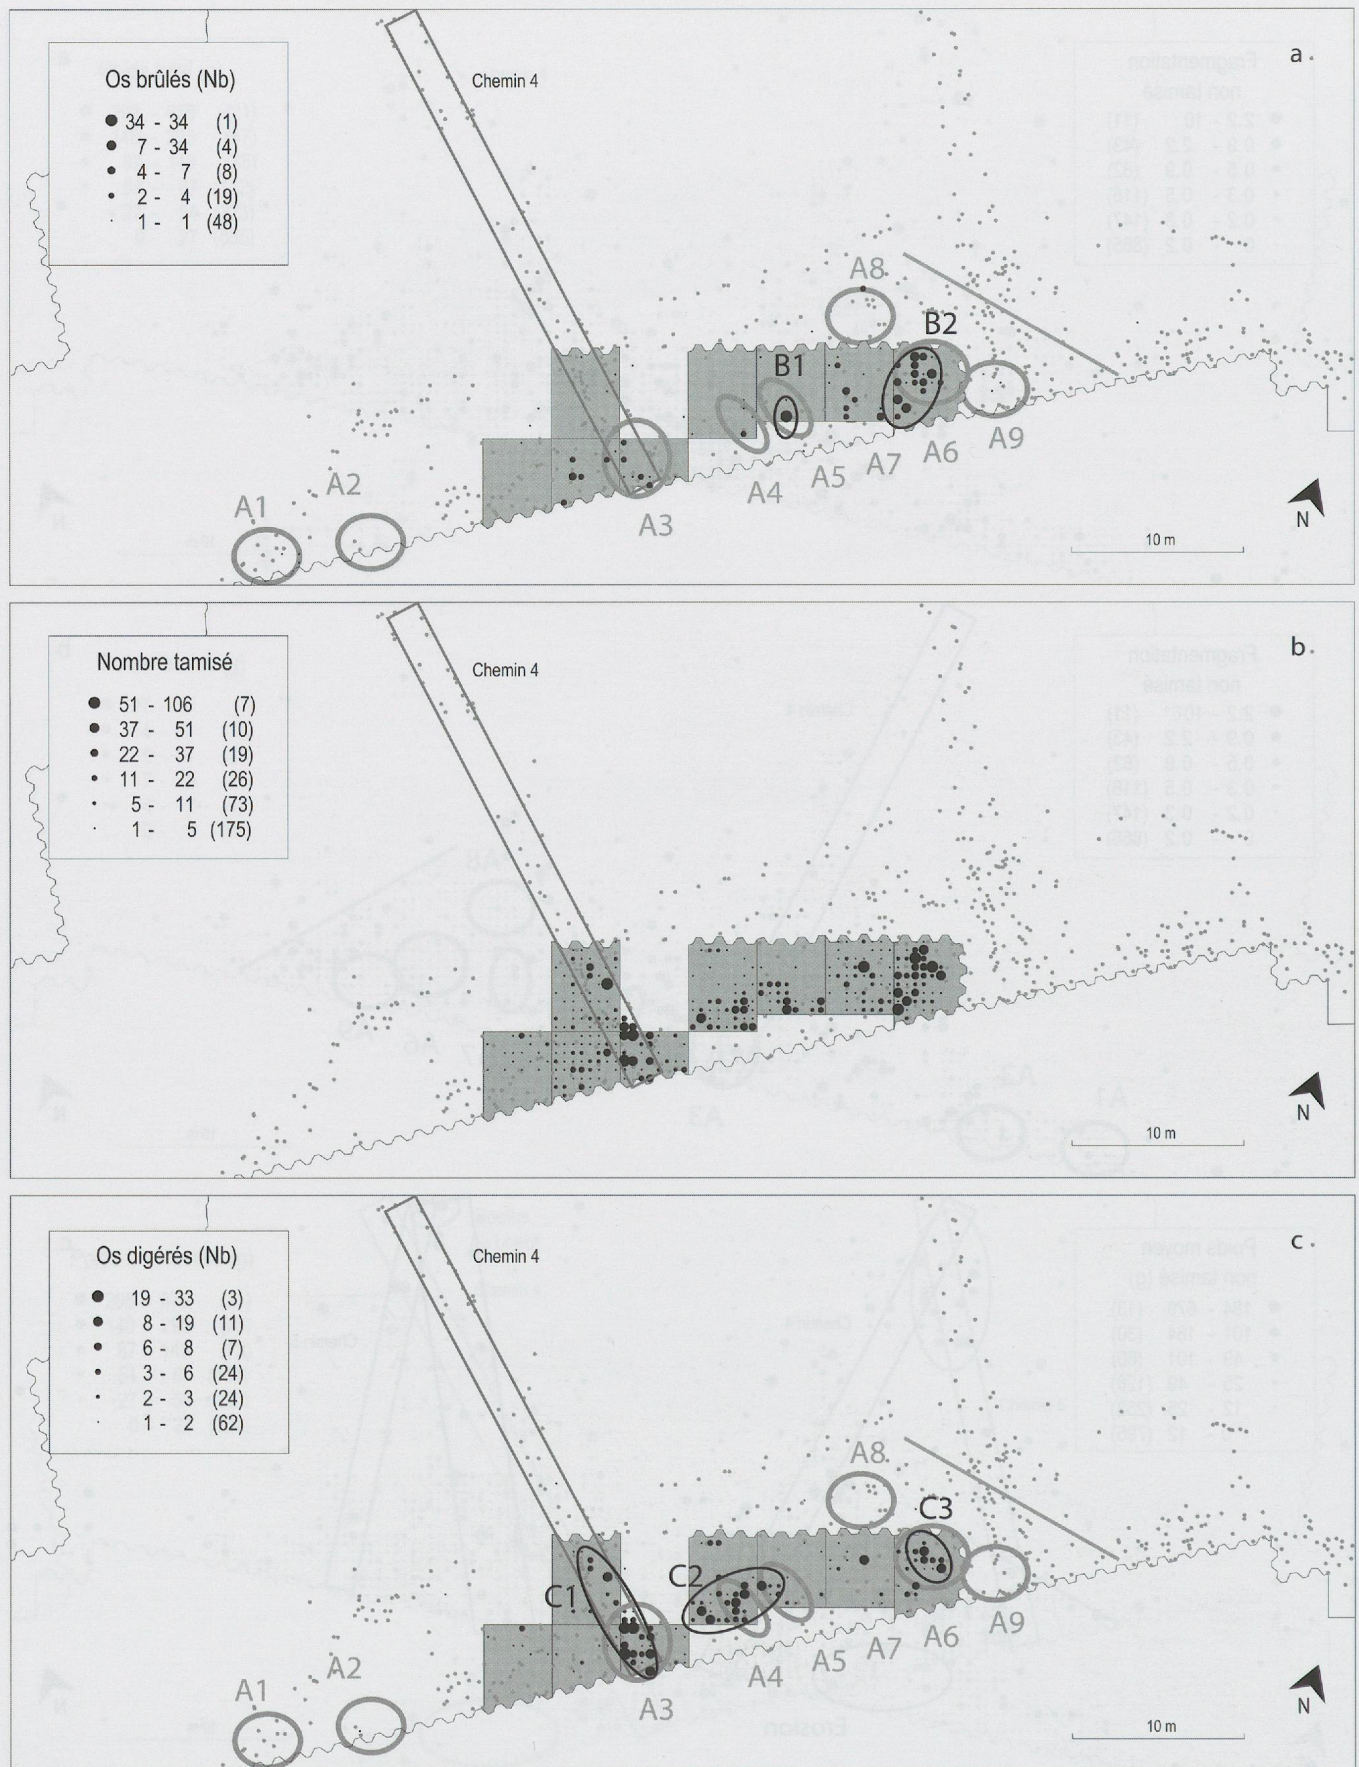 a.
Os brûlés (Nb)
34 - 34 (1)
7 - 34 (4)
4 - 7 (8)
2 - 4 (19)
1 - 1 (48)
Chemin 4
A8
B2
B1
A9
A6
A7
A5
A4
A3
A2
A1
N
10 m
b.
Nombre tamisé
51 - 106 (7)
37 - 51 (10)
22 - 37 (19)
11 - 22 (26)
5 - 11 (73)
1 - 5 (175)
Chemin 4
N
10 m
c.
Os digérés (Nb)
19 - 33 (3)
8 - 19 (11)
6 - 8 (7)
3 - 6 (24)
2 - 3 (24)
1 - 2 (62)
Chemin 4
A8
C3
C2
C1
A9
A6
A7
A5
A4
A3
A2
A1
N
10 m